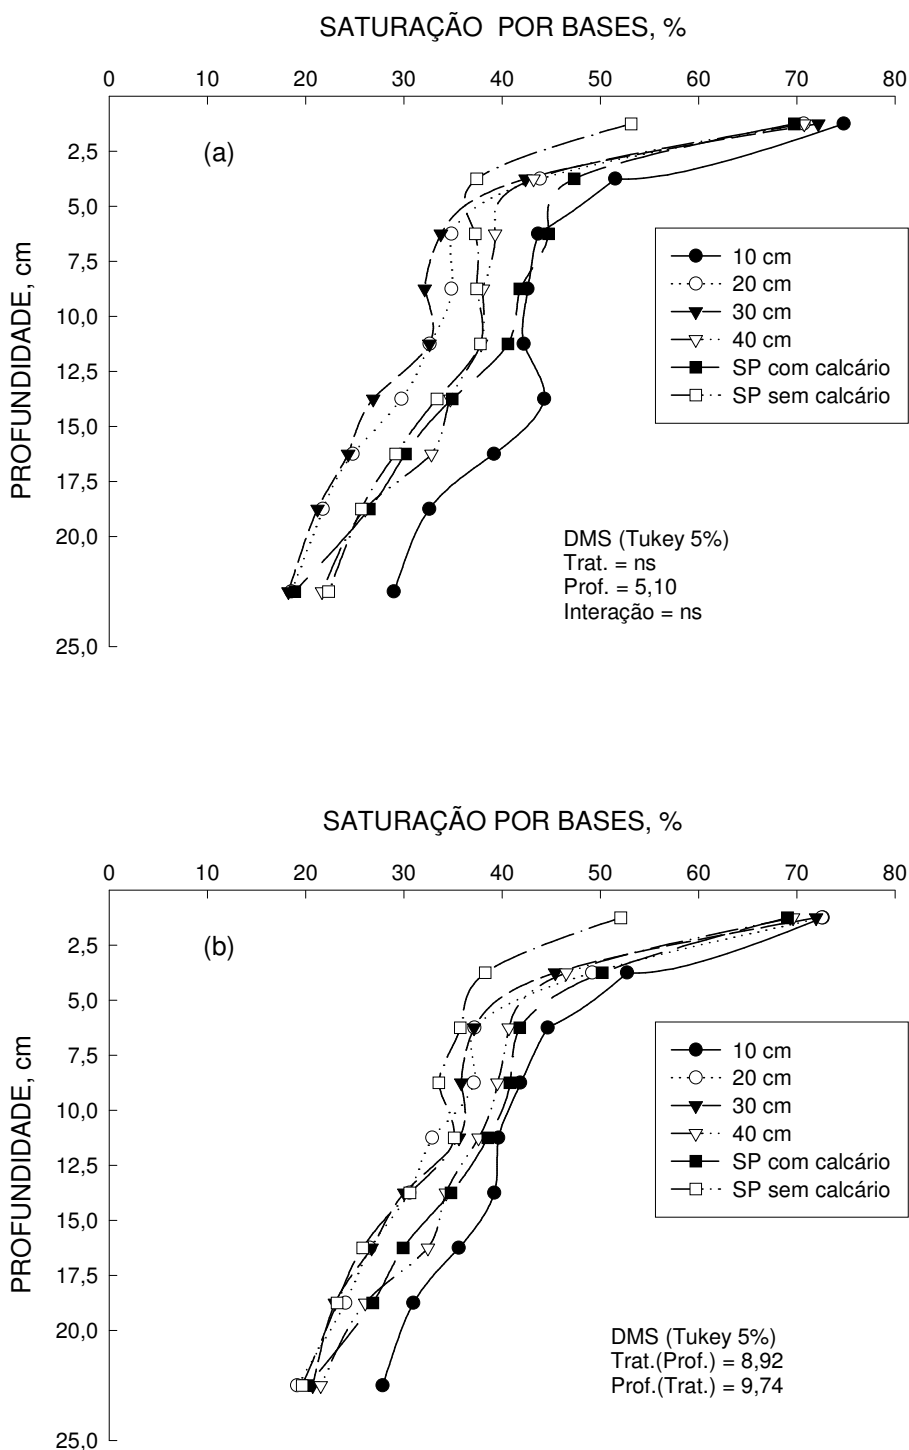 SATURAÇÃO POR BASES, %
0 10 20 30 40 50 60 70 80
PROFUNDIDADE, cm
2,5
5,0
7,5
10,0
12,5
15,0
17,5
20,0
25,0
(a)
10 cm
20 cm
30 cm
40 cm
SP com calcário
SP sem calcário
DMS (Tukey 5%)
Trat. = ns
Prof. = 5,10
Interação = ns
SATURAÇÃO POR BASES, %
0 10 20 30 40 50 60 70 80
PROFUNDIDADE, cm
2,5
5,0
7,5
10,0
12,5
15,0
17,5
20,0
25,0
(b)
10 cm
20 cm
30 cm
40 cm
SP com calcário
SP sem calcário
DMS (Tukey 5%)
Trat.(Prof.) = 8,92
Prof.(Trat.) = 9,74